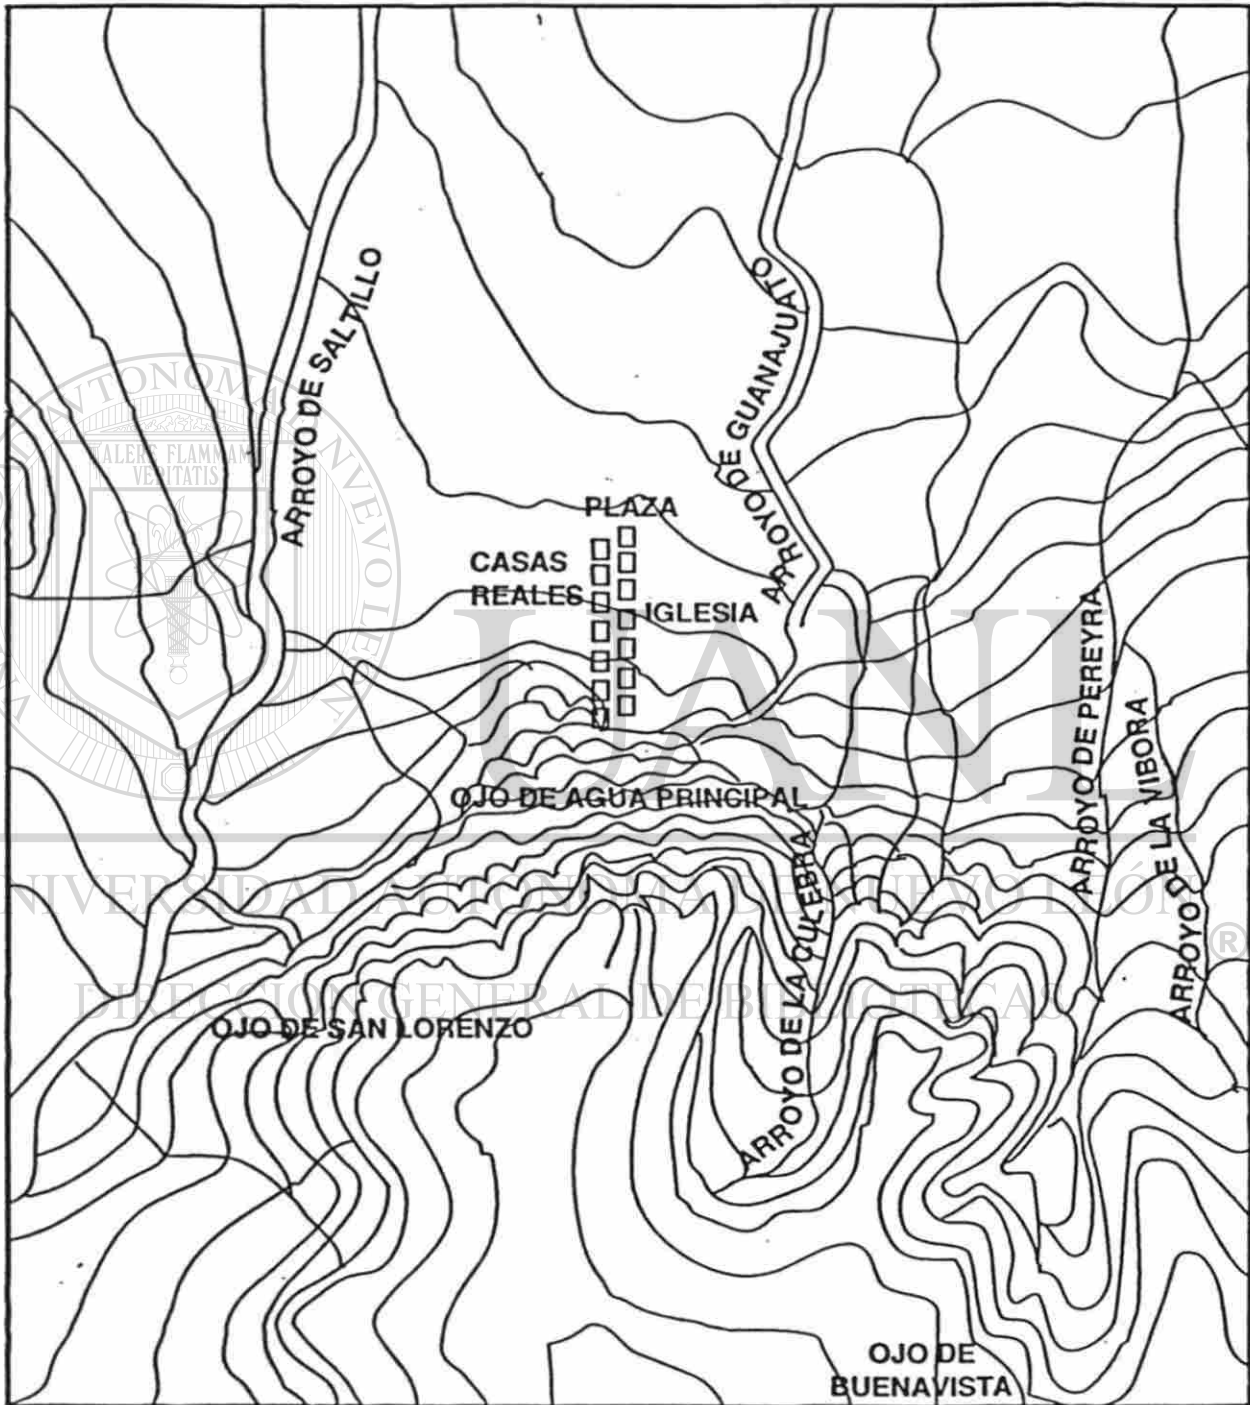 ARROYO DE SALTILLO
ARROYO DE GUANAJUATO
PLAZA
CASAS
REALES
IGLESIA
ARROYO DE PEREYRA
ARROYO DE LA VIBORA
OJO DE AGUA PRINCIPAL
ARROYO DE LA CULEBRA
OJO DE SAN LORENZO
OJO DE
BUENAVISTA
ALERE FLAMMAM
VERITATIS
UANL
UNIVERSIDAD AUTÓNOMA DE NUEVO LEÓN
®
DIRECCIÓN GENERAL DE BIBLIOTECAS